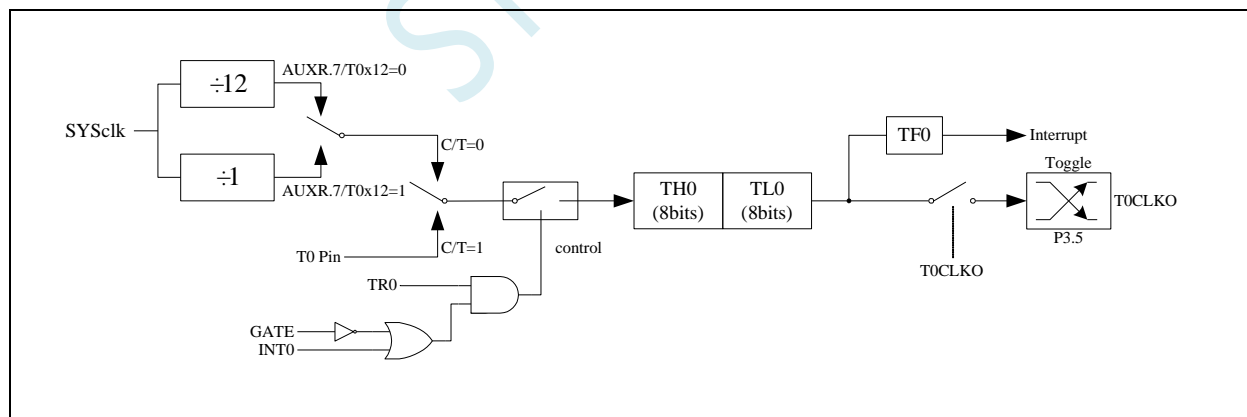 ÷12
AUXR.7/T0x12=0
SYSclk
÷1
AUXR.7/T0x12=1
C/T=0
C/T=1
T0 Pin
control
TR0
GATE
INT0
TH0
(8bits)
TL0
(8bits)
TF0
Interrupt
Toggle
T0CLKO
P3.5
T0CLKO